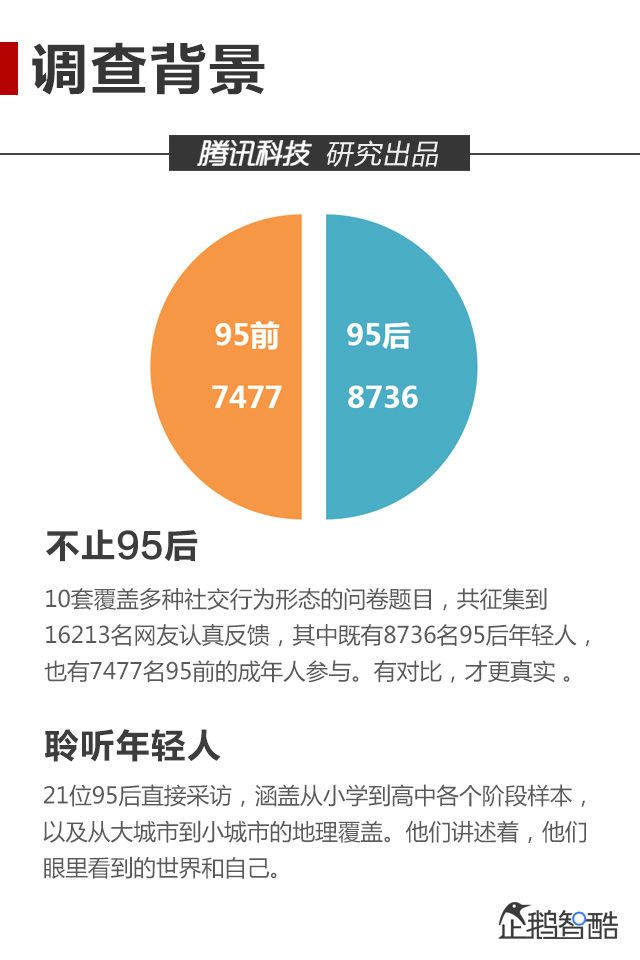 调查背景
腾讯科技 研究出品
95前 95后
7477 8736
不止95后
10套覆盖多种社交行为形态的问卷题目，共征集到
16213名网友认真反馈，其中既有8736名95后年轻人，
也有7477名95前的成年人参与。有对比，才更真实 。
聆听年轻人
21位95后直接采访，涵盖从小学到高中各个阶段样本，
以及从大城市到小城市的地理覆盖。他们讲述着，他们
眼里看到的世界和自己。
企鹅智酷